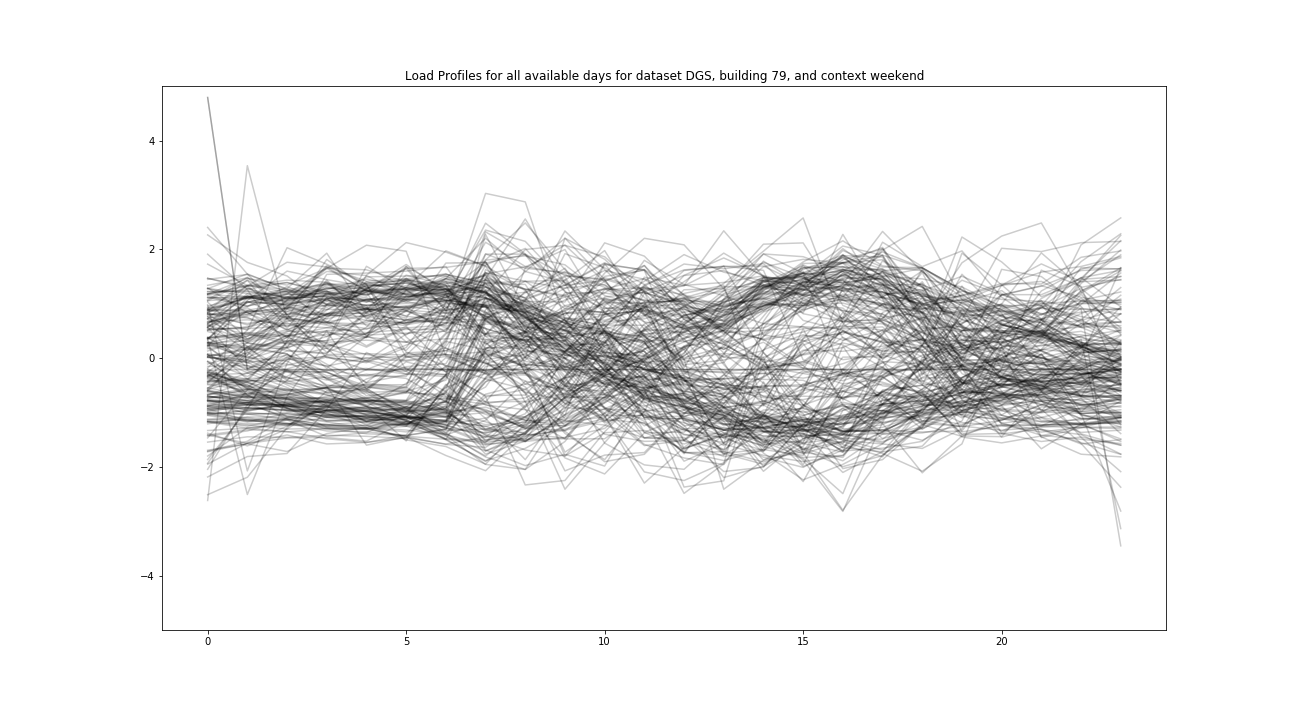 Load Profiles for all available days for dataset DGS, building 79, and context weekend
4
2
0
−2
−4
0 5 10 15 20